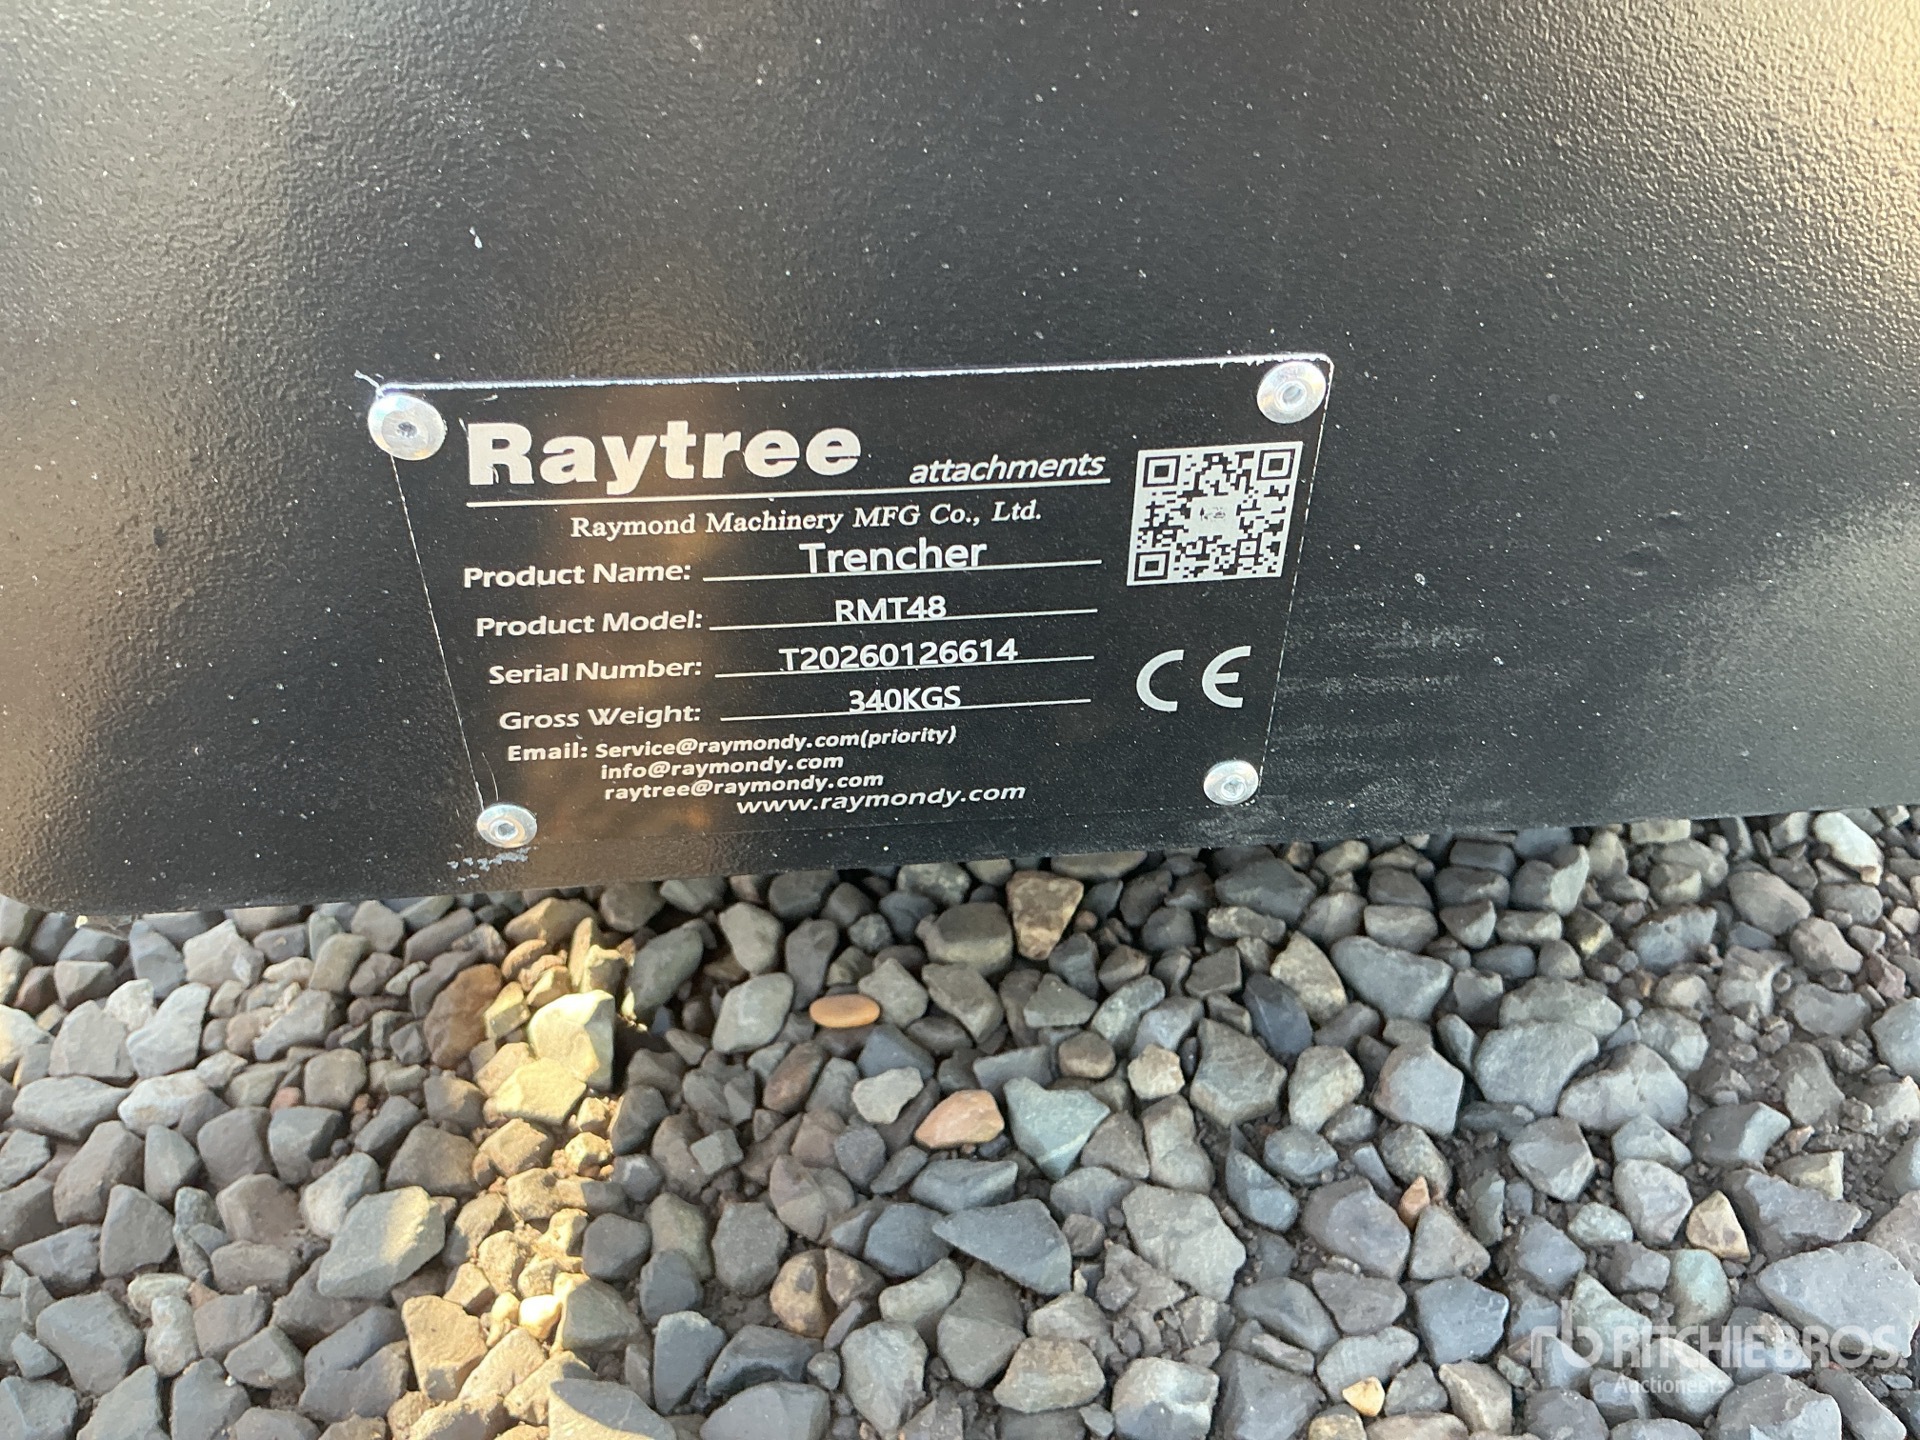 Raytree attachments
Raymond Machinery MFG Co., Ltd.
Product Name: Trencher
Product Model: RMT48
Serial Number: T20260126614
Gross Weight: 340KGS
Email: Service@raymondy.com(priority)
info@raymondy.com
raytree@raymondy.com
www.raymondy.com
CE
rb RITCHIE BROS.
Auctioneers